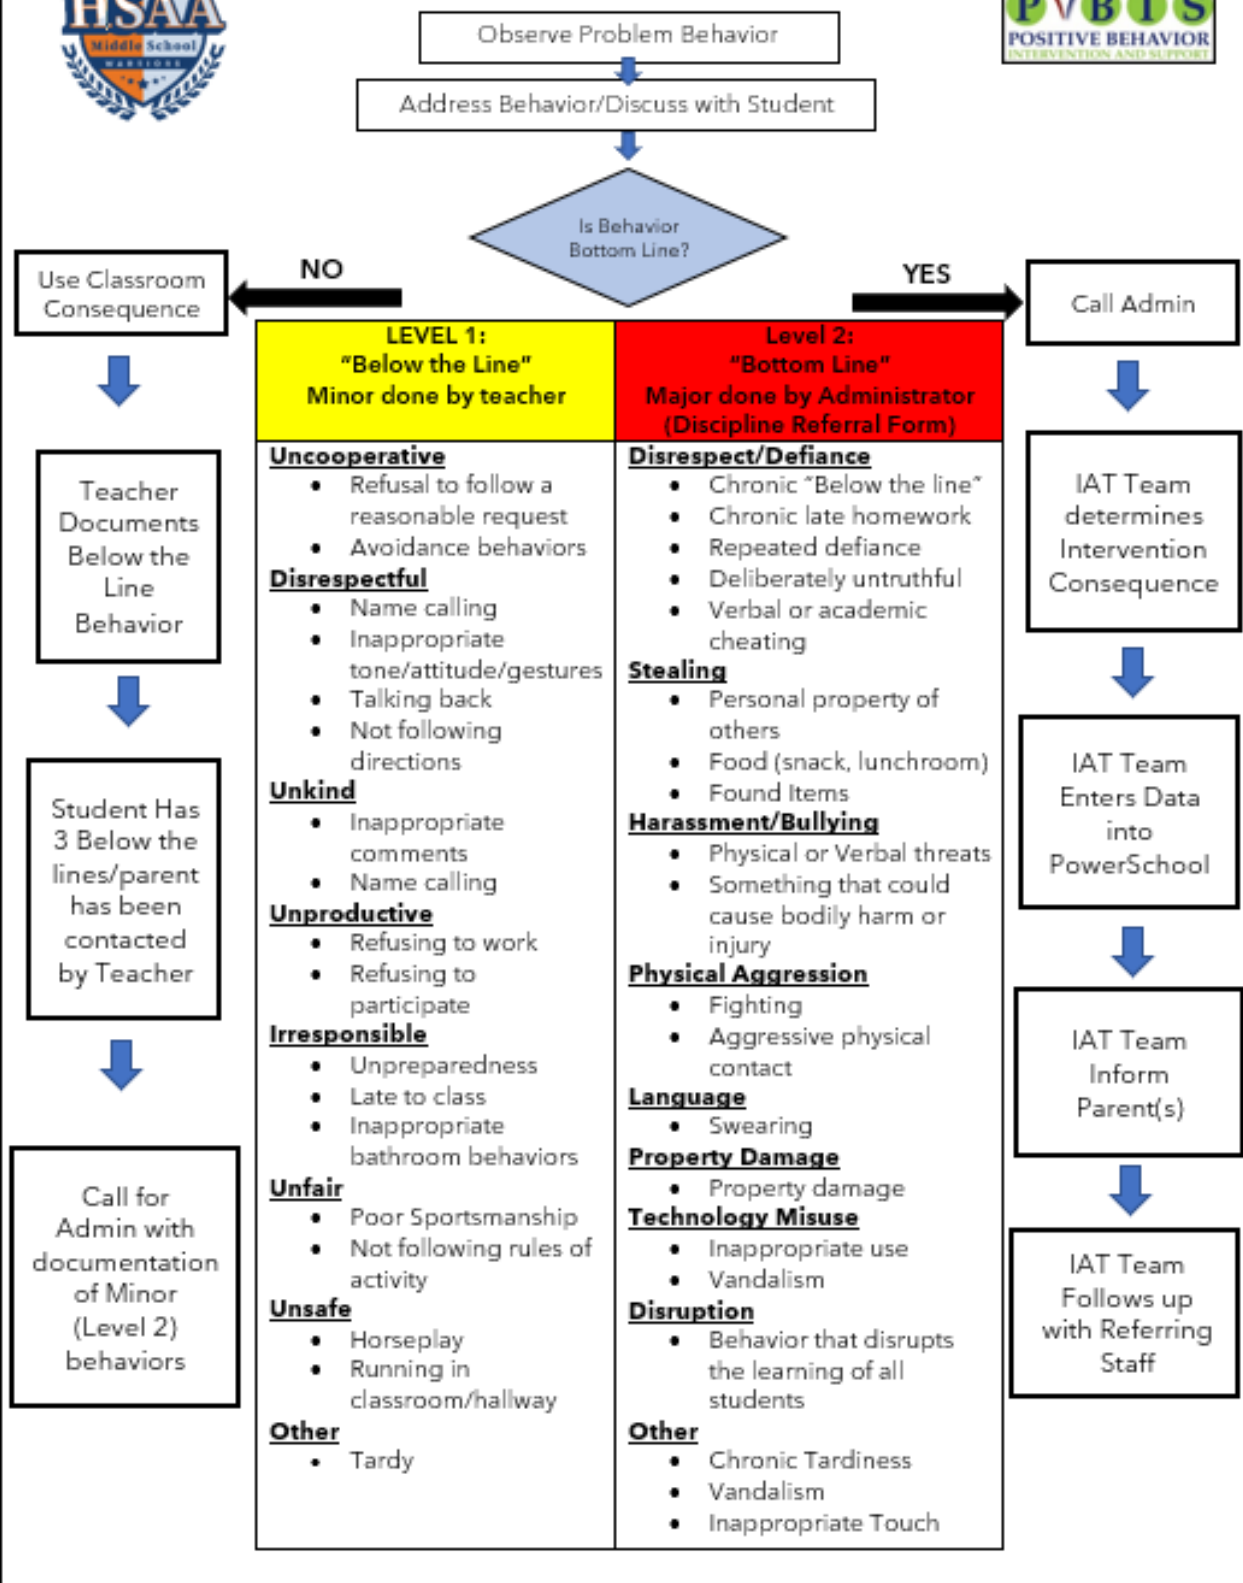 HSAA
Middle School
WARRIORS
PVBIS
POSITIVE BEHAVIOR
INTERVENTION AND SUPPORT
Observe Problem Behavior
Address Behavior/Discuss with Student
Is Behavior
Bottom Line?
NO
YES
Use Classroom
Consequence
Teacher
Documents
Below the
Line
Behavior
Student Has
3 Below the
lines/parent
has been
contacted
by Teacher
Call for
Admin with
documentation
of Minor
(Level 2)
behaviors
LEVEL 1:
"Below the Line"
Minor done by teacher
Uncooperative
• Refusal to follow a
reasonable request
• Avoidance behaviors
Disrespectful
• Name calling
• Inappropriate
tone/attitude/gestures
• Talking back
• Not following
directions
Unkind
• Inappropriate
comments
• Name calling
Unproductive
• Refusing to work
• Refusing to
participate
Irresponsible
• Unpreparedness
• Late to class
• Inappropriate
bathroom behaviors
Unfair
• Poor Sportsmanship
• Not following rules of
activity
Unsafe
• Horseplay
• Running in
classroom/hallway
Other
• Tardy
Level 2:
"Bottom Line"
Major done by Administrator
(Discipline Referral Form)
Disrespect/Defiance
• Chronic "Below the line"
• Chronic late homework
• Repeated defiance
• Deliberately untruthful
• Verbal or academic
cheating
Stealing
• Personal property of
others
• Food (snack, lunchroom)
• Found Items
Harassment/Bullying
• Physical or Verbal threats
• Something that could
cause bodily harm or
injury
Physical Aggression
• Fighting
• Aggressive physical
contact
Language
• Swearing
Property Damage
• Property damage
Technology Misuse
• Inappropriate use
• Vandalism
Disruption
• Behavior that disrupts
the learning of all
students
Other
• Chronic Tardiness
• Vandalism
• Inappropriate Touch
Call Admin
IAT Team
determines
Intervention
Consequence
IAT Team
Enters Data
into
PowerSchool
IAT Team
Inform
Parent(s)
IAT Team
Follows up
with Referring
Staff